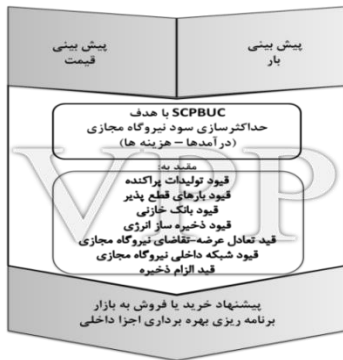 پیش بینی
قیمت
پیش بینی
بار
SCPBUC با هدف
حداکثرسازی سود نیروگاه مجازی
(درآمدها – هزینه ها)
مقید به:
قیود تولیدات پراکنده
قیود بارهای قطع پذیر
قیود بانک خازنی
قیود ذخیره ساز انرژی
قید تعادل عرضه-تقاضای نیروگاه مجازی
قیود شبکه داخلی نیروگاه مجازی
قید الزام ذخیره
VPP
پیشنهاد خرید یا فروش به بازار
برنامه ریزی بهره برداری اجزا داخلی